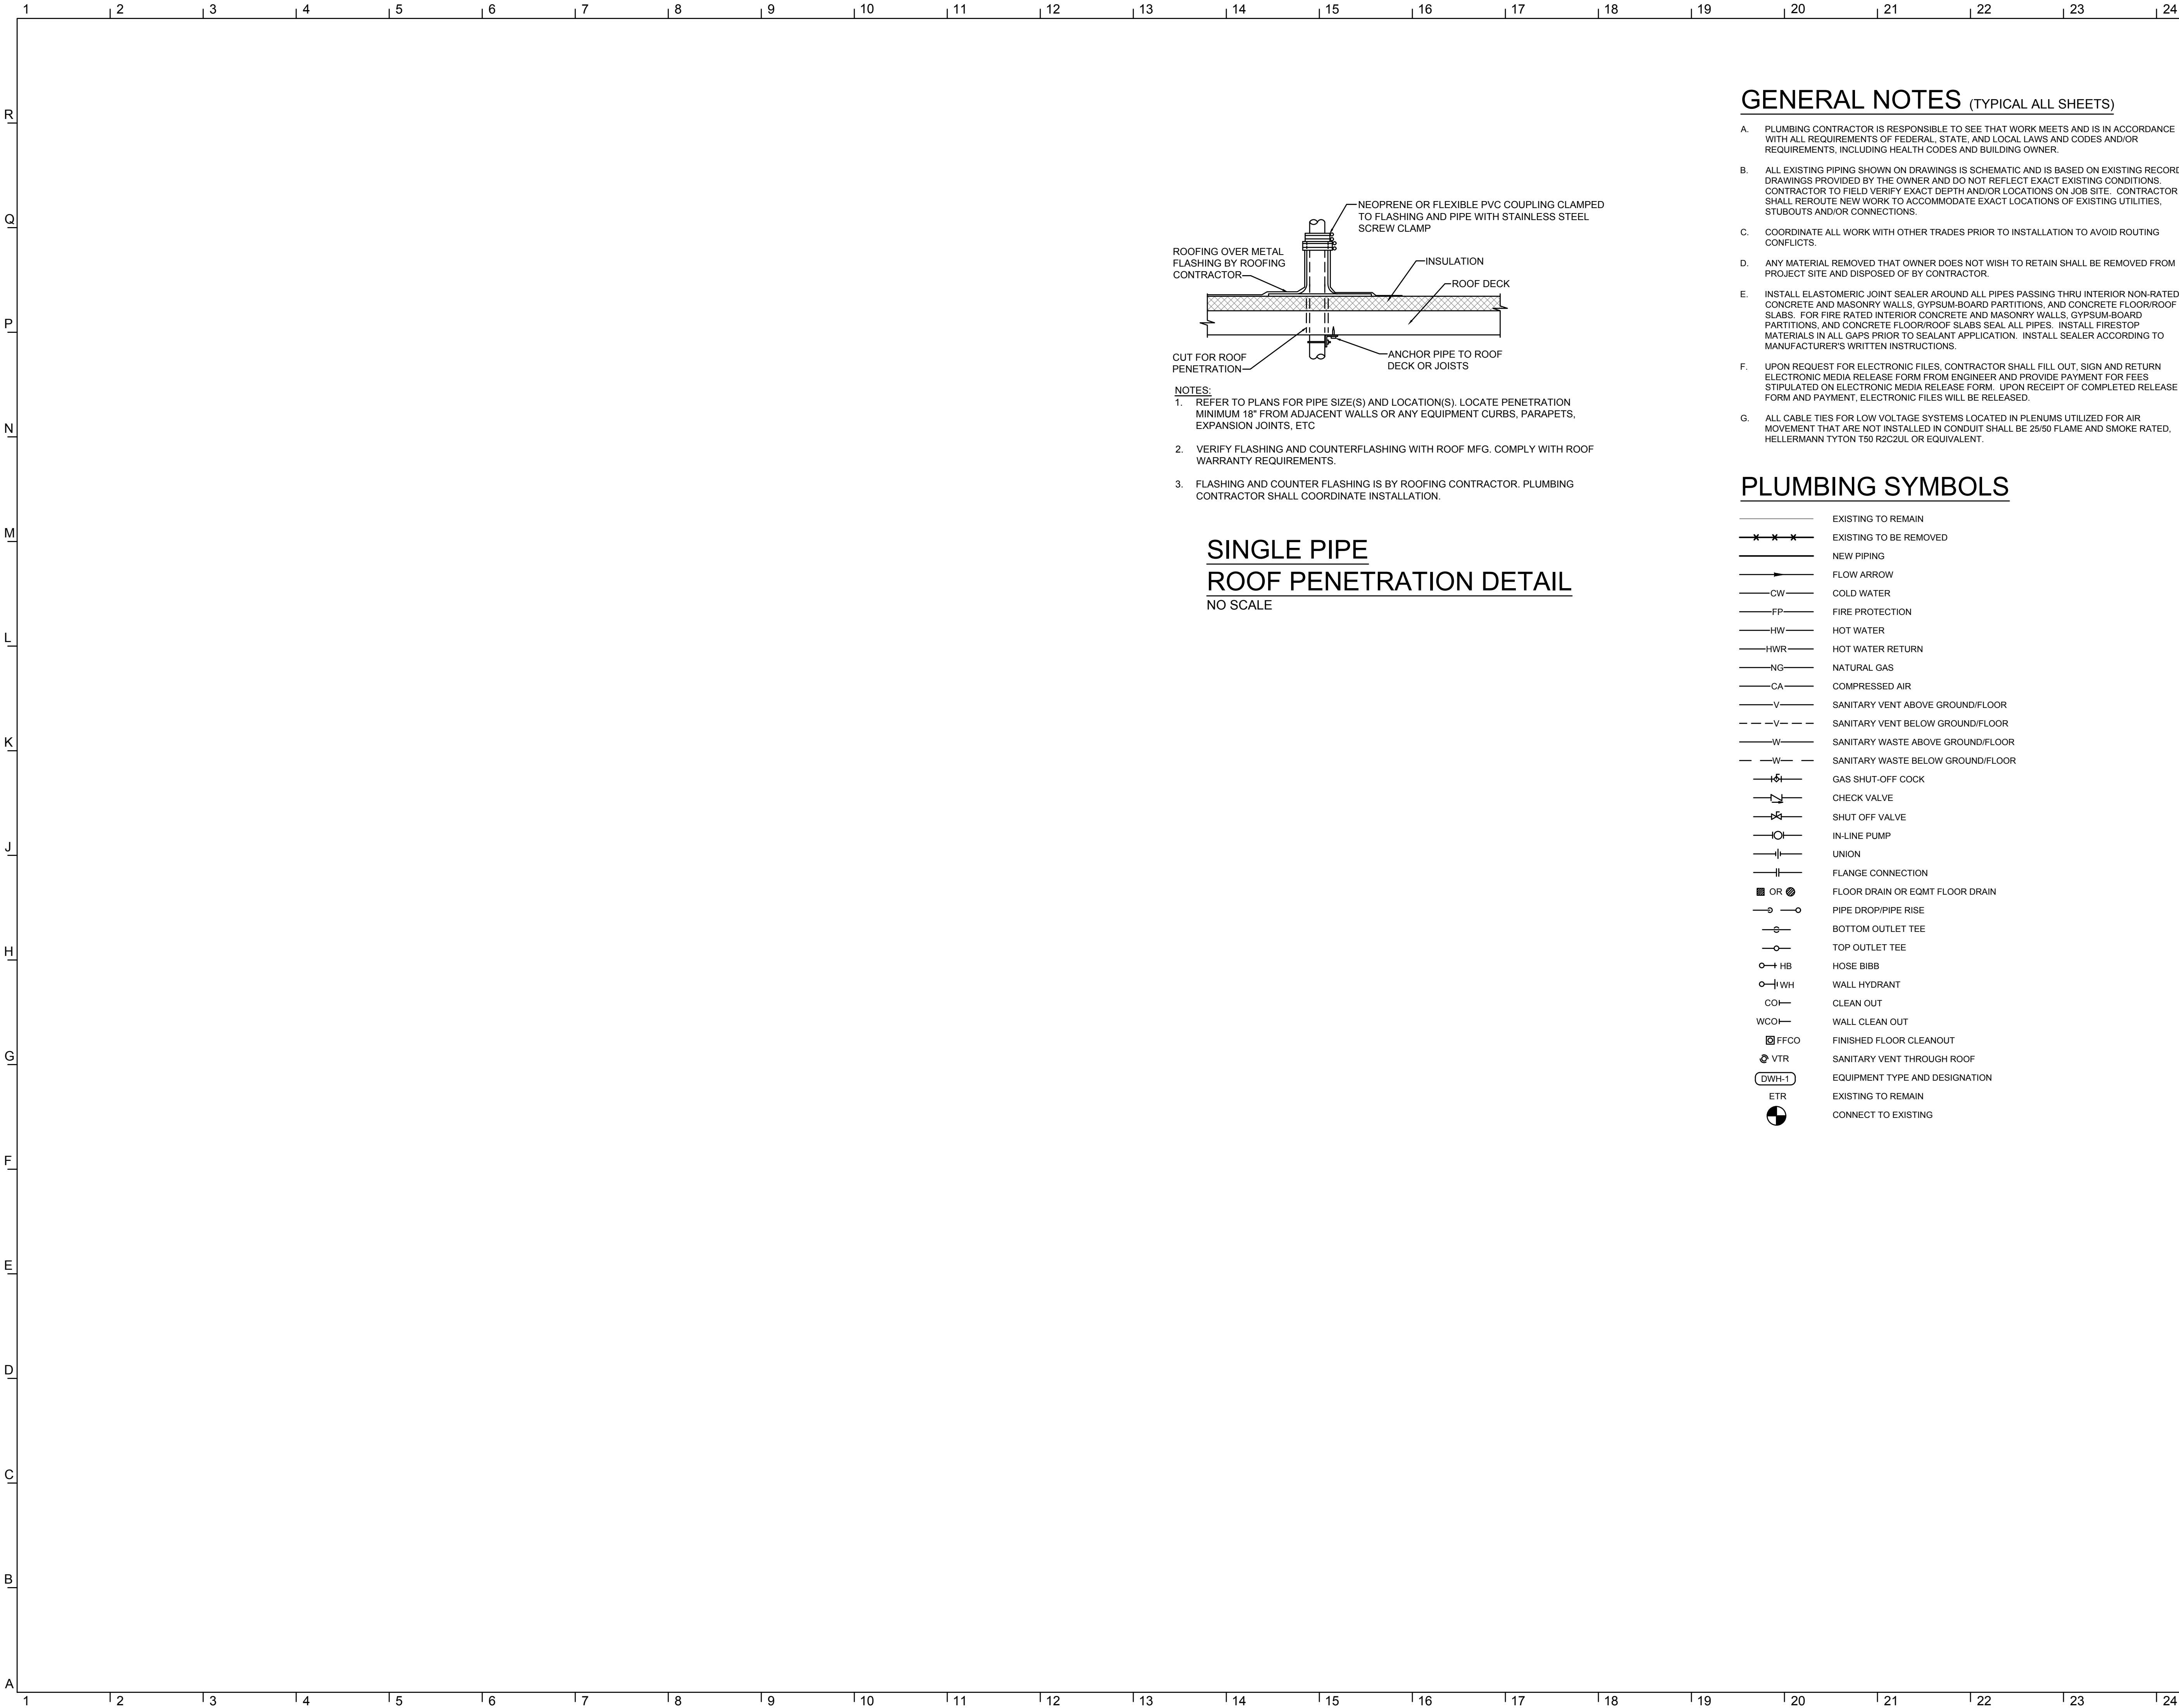 1 2 3 4 5 6 7 8 9 10 11 12 13 14 15 16 17 18 19 20 21 22 23 24
R
Q
P
N
M
L
K
J
H
G
F
E
D
C
B
A
NEOPRENE OR FLEXIBLE PVC COUPLING CLAMPED
TO FLASHING AND PIPE WITH STAINLESS STEEL
SCREW CLAMP
ROOFING OVER METAL
FLASHING BY ROOFING
CONTRACTOR
INSULATION
ROOF DECK
CUT FOR ROOF
PENETRATION
ANCHOR PIPE TO ROOF
DECK OR JOISTS
NOTES:
1. REFER TO PLANS FOR PIPE SIZE(S) AND LOCATION(S). LOCATE PENETRATION
MINIMUM 18" FROM ADJACENT WALLS OR ANY EQUIPMENT CURBS, PARAPETS,
EXPANSION JOINTS, ETC
2. VERIFY FLASHING AND COUNTERFLASHING WITH ROOF MFG. COMPLY WITH ROOF
WARRANTY REQUIREMENTS.
3. FLASHING AND COUNTER FLASHING IS BY ROOFING CONTRACTOR. PLUMBING
CONTRACTOR SHALL COORDINATE INSTALLATION.
SINGLE PIPE
ROOF PENETRATION DETAIL
NO SCALE
GENERAL NOTES (TYPICAL ALL SHEETS)
A. PLUMBING CONTRACTOR IS RESPONSIBLE TO SEE THAT WORK MEETS AND IS IN ACCORDANCE
WITH ALL REQUIREMENTS OF FEDERAL, STATE, AND LOCAL LAWS AND CODES AND/OR
REQUIREMENTS, INCLUDING HEALTH CODES AND BUILDING OWNER.
B. ALL EXISTING PIPING SHOWN ON DRAWINGS IS SCHEMATIC AND IS BASED ON EXISTING RECORD
DRAWINGS PROVIDED BY THE OWNER AND DO NOT REFLECT EXACT EXISTING CONDITIONS.
CONTRACTOR TO FIELD VERIFY EXACT DEPTH AND/OR LOCATIONS ON JOB SITE. CONTRACTOR
SHALL REROUTE NEW WORK TO ACCOMMODATE EXACT LOCATIONS OF EXISTING UTILITIES,
STUBOUTS AND/OR CONNECTIONS.
C. COORDINATE ALL WORK WITH OTHER TRADES PRIOR TO INSTALLATION TO AVOID ROUTING
CONFLICTS.
D. ANY MATERIAL REMOVED THAT OWNER DOES NOT WISH TO RETAIN SHALL BE REMOVED FROM
PROJECT SITE AND DISPOSED OF BY CONTRACTOR.
E. INSTALL ELASTOMERIC JOINT SEALER AROUND ALL PIPES PASSING THRU INTERIOR NON-RATED
CONCRETE AND MASONRY WALLS, GYPSUM-BOARD PARTITIONS, AND CONCRETE FLOOR/ROOF
SLABS. FOR FIRE RATED INTERIOR CONCRETE AND MASONRY WALLS, GYPSUM-BOARD
PARTITIONS, AND CONCRETE FLOOR/ROOF SLABS SEAL ALL PIPES. INSTALL FIRESTOP
MATERIALS IN ALL GAPS PRIOR TO SEALANT APPLICATION. INSTALL SEALER ACCORDING TO
MANUFACTURER'S WRITTEN INSTRUCTIONS.
F. UPON REQUEST FOR ELECTRONIC FILES, CONTRACTOR SHALL FILL OUT, SIGN AND RETURN
ELECTRONIC MEDIA RELEASE FORM FROM ENGINEER AND PROVIDE PAYMENT FOR FEES
STIPULATED ON ELECTRONIC MEDIA RELEASE FORM. UPON RECEIPT OF COMPLETED RELEASE
FORM AND PAYMENT, ELECTRONIC FILES WILL BE RELEASED.
G. ALL CABLE TIES FOR LOW VOLTAGE SYSTEMS LOCATED IN PLENUMS UTILIZED FOR AIR
MOVEMENT THAT ARE NOT INSTALLED IN CONDUIT SHALL BE 25/50 FLAME AND SMOKE RATED,
HELLERMANN TYTON T50 R2C2UL OR EQUIVALENT.
PLUMBING SYMBOLS
EXISTING TO REMAIN
EXISTING TO BE REMOVED
NEW PIPING
FLOW ARROW
CW COLD WATER
FP FIRE PROTECTION
HW HOT WATER
HWR HOT WATER RETURN
NG NATURAL GAS
CA COMPRESSED AIR
V SANITARY VENT ABOVE GROUND/FLOOR
V SANITARY VENT BELOW GROUND/FLOOR
W SANITARY WASTE ABOVE GROUND/FLOOR
W SANITARY WASTE BELOW GROUND/FLOOR
GAS SHUT-OFF COCK
CHECK VALVE
SHUT OFF VALVE
IN-LINE PUMP
UNION
FLANGE CONNECTION
OR FLOOR DRAIN OR EQMT FLOOR DRAIN
PIPE DROP/PIPE RISE
BOTTOM OUTLET TEE
TOP OUTLET TEE
HB HOSE BIBB
WH WALL HYDRANT
CO CLEAN OUT
WCO WALL CLEAN OUT
FFCO FINISHED FLOOR CLEANOUT
VTR SANITARY VENT THROUGH ROOF
DWH-1 EQUIPMENT TYPE AND DESIGNATION
ETR EXISTING TO REMAIN
CONNECT TO EXISTING
1 2 3 4 5 6 7 8 9 10 11 12 13 14 15 16 17 18 19 20 21 22 23 24